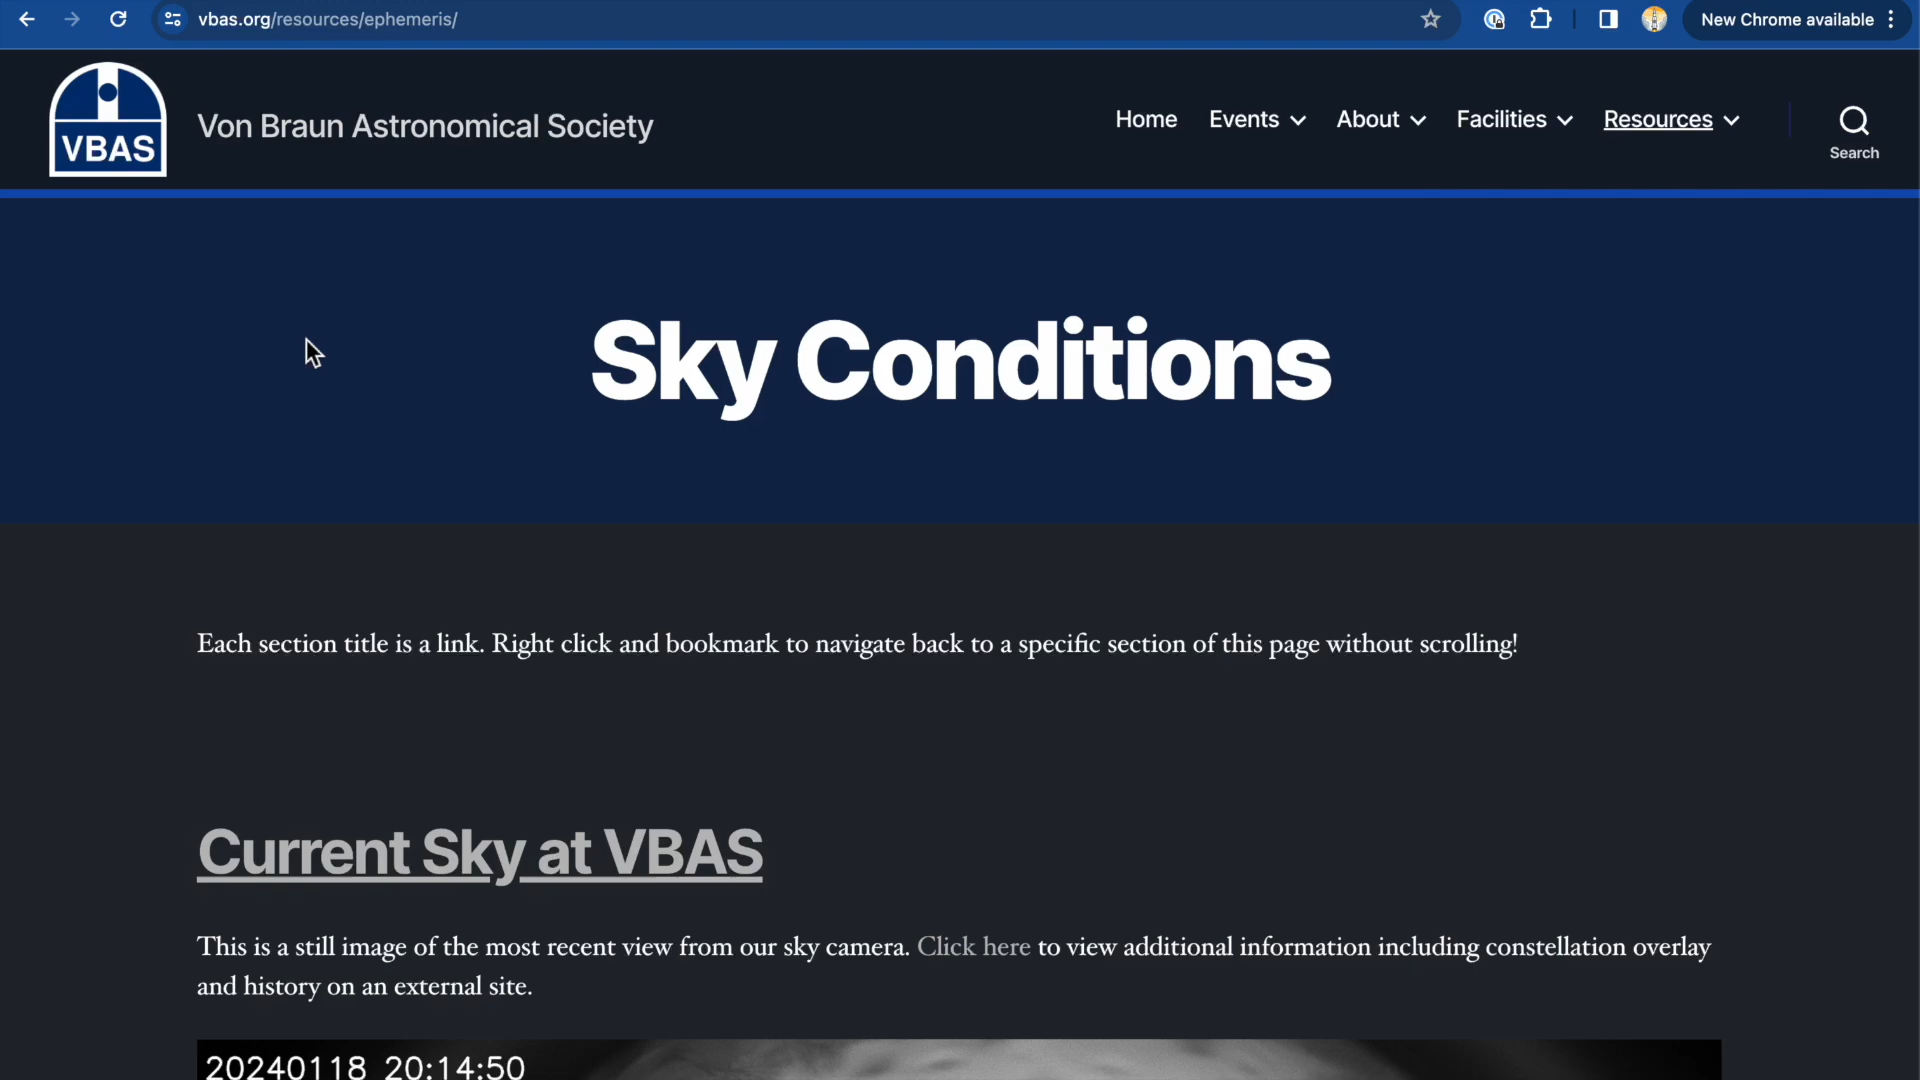 vbas.org/resources/ephemeris/
New Chrome available
VBAS
Von Braun Astronomical Society
Home
Events
About
Facilities
Resources
Search
Sky Conditions
Each section title is a link. Right click and bookmark to navigate back to a specific section of this page without scrolling!
Current Sky at VBAS
This is a still image of the most recent view from our sky camera. Click here to view additional information including constellation overlay
and history on an external site.
20240118 20:14:50